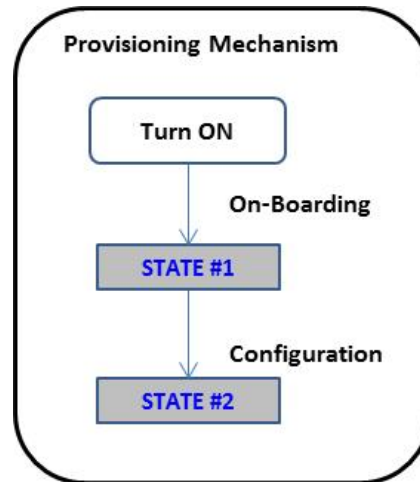 Provisioning Mechanism
Turn ON
On-Boarding
STATE #1
Configuration
STATE #2